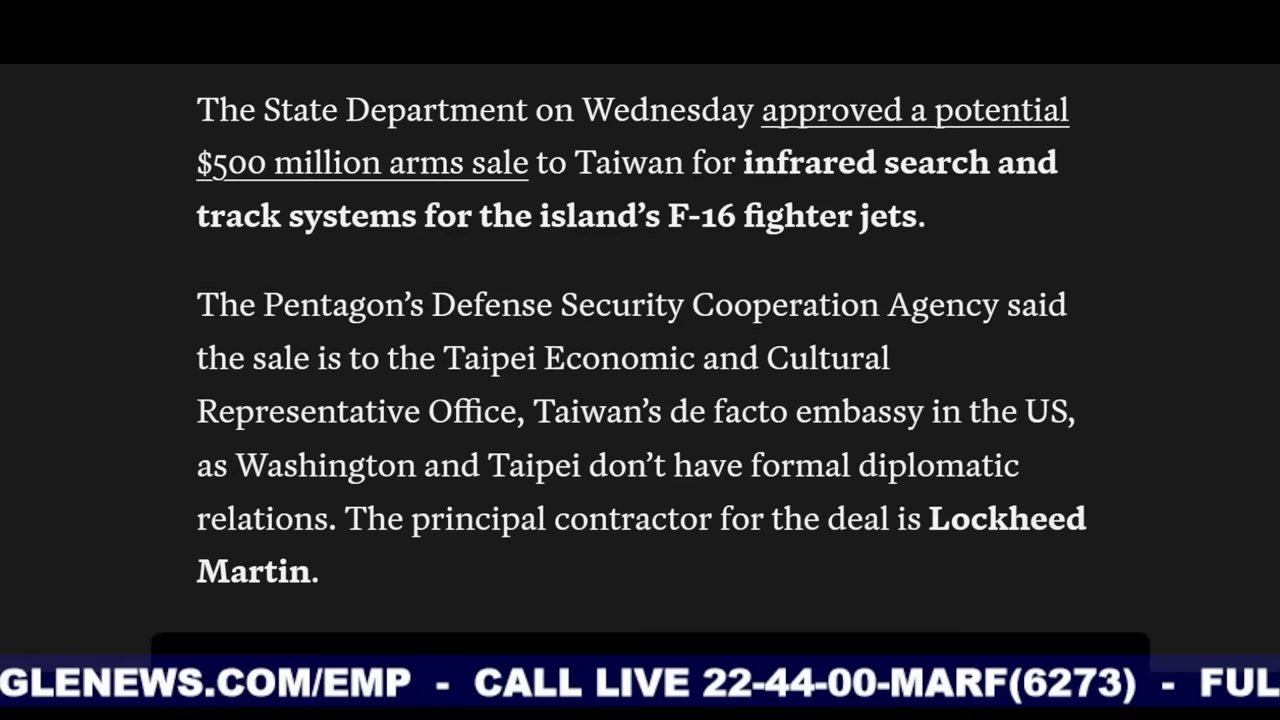 The State Department on Wednesday approved a potential
$500 million arms sale to Taiwan for infrared search and
track systems for the island’s F-16 fighter jets.
The Pentagon’s Defense Security Cooperation Agency said
the sale is to the Taipei Economic and Cultural
Representative Office, Taiwan’s de facto embassy in the US,
as Washington and Taipei don’t have formal diplomatic
relations. The principal contractor for the deal is Lockheed
Martin.
GLENEWS.COM/EMP - CALL LIVE 22-44-00-MARF(6273) - FUL